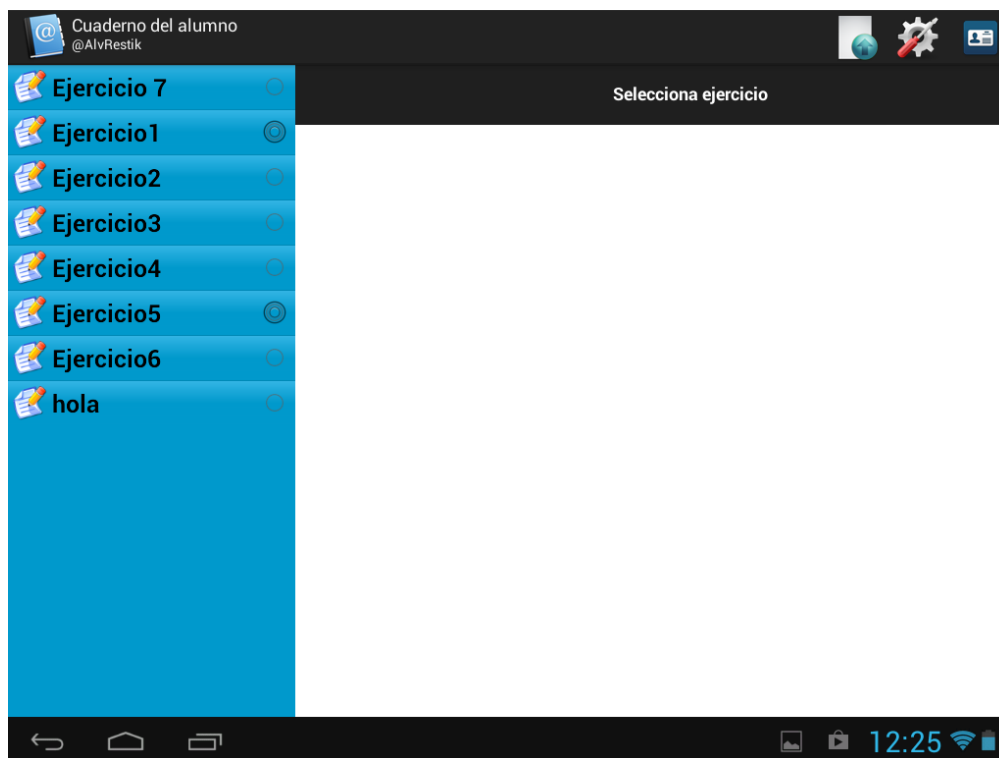 Cuaderno del alumno
@AlvRestik
Selecciona ejercicio
Ejercicio 7
Ejercicio1
Ejercicio2
Ejercicio3
Ejercicio4
Ejercicio5
Ejercicio6
hola
12:25